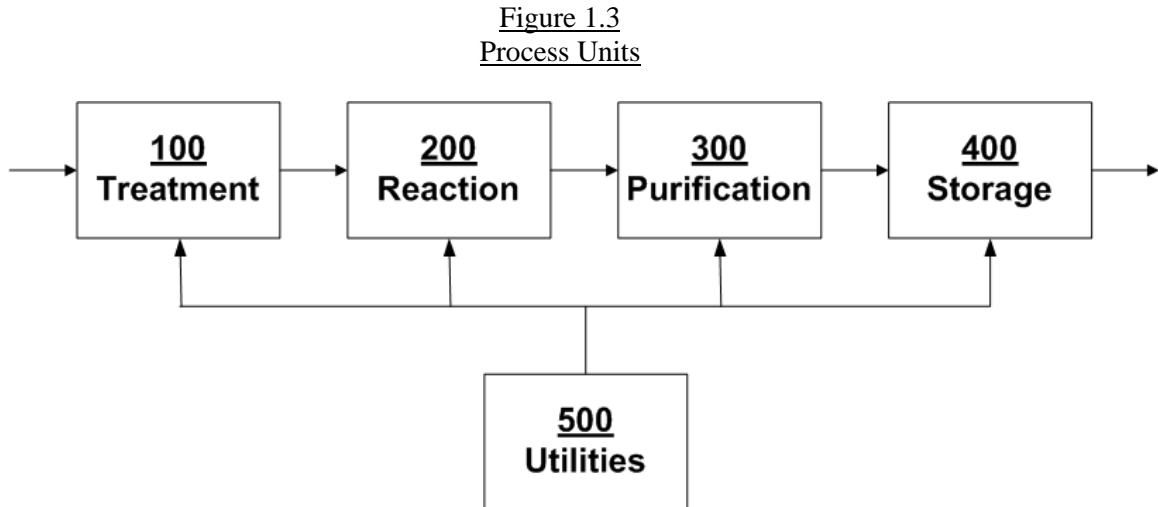 Figure 1.3
Process Units
100
Treatment
200
Reaction
300
Purification
400
Storage
500
Utilities